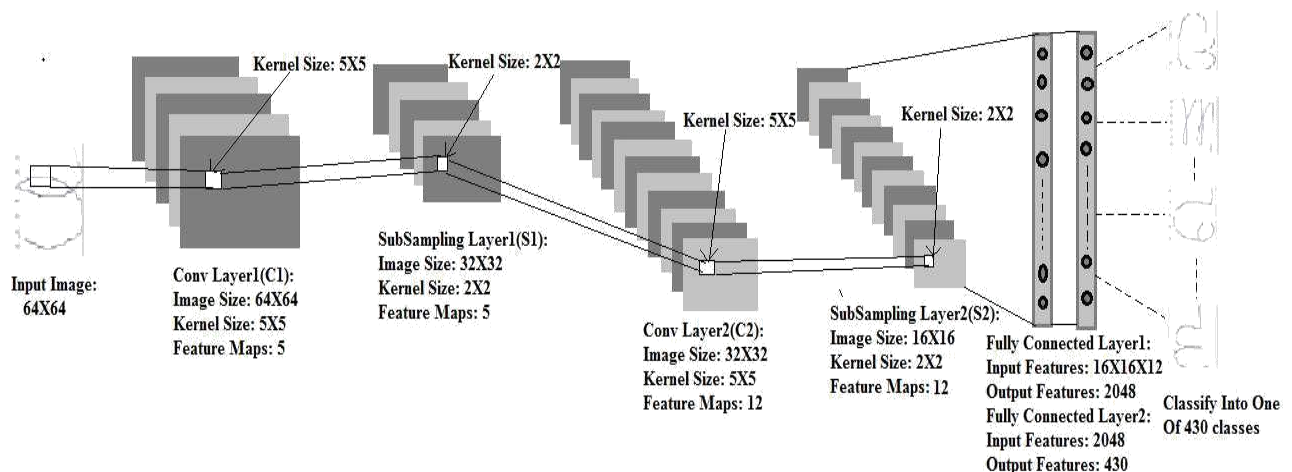 Kernel Size: 5X5
Kernel Size: 2X2
Kernel Size: 5X5
Kernel Size: 2X2
Input Image:
64X64
Conv Layer1(C1):
Image Size: 64X64
Kernel Size: 5X5
Feature Maps: 5
SubSampling Layer1(S1):
Image Size: 32X32
Kernel Size: 2X2
Feature Maps: 5
Conv Layer2(C2):
Image Size: 32X32
Kernel Size: 5X5
Feature Maps: 12
SubSampling Layer2(S2):
Image Size: 16X16
Kernel Size: 2X2
Feature Maps: 12
Fully Connected Layer1:
Input Features: 16X16X12
Output Features: 2048
Fully Connected Layer2:
Input Features: 2048
Output Features: 430
Classify Into One
Of 430 classes